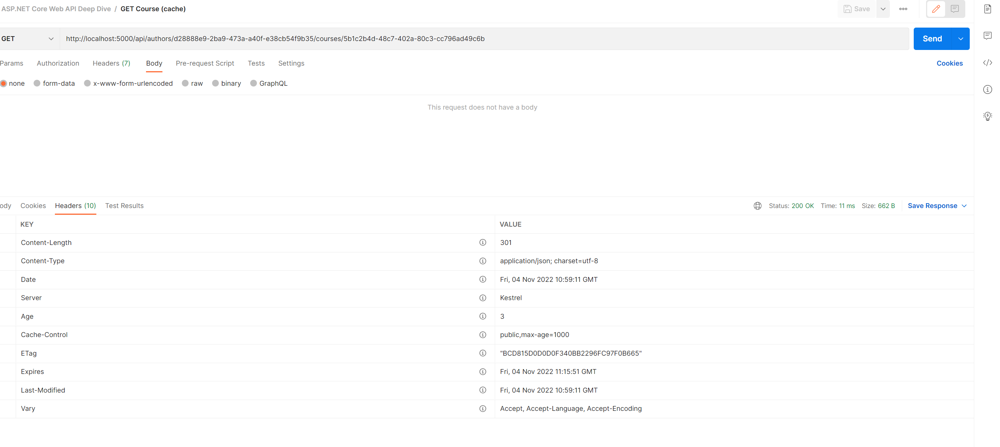 ASP.NET Core Web API Deep Dive / GET Course (cache)
Save
GET
http://localhost:5000/api/authors/d28888e9-2ba9-473a-a40f-e38cb54f9b35/courses/5b1c2b4d-48c7-402a-80c3-cc796ad49c6b
Send
Params Authorization Headers (7) Body Pre-request Script Tests Settings Cookies
none form-data x-www-form-urlencoded raw binary GraphQL
This request does not have a body
ody Cookies Headers (10) Test Results Status: 200 OK Time: 11 ms Size: 662 B Save Response
KEY VALUE
Content-Length 301
Content-Type application/json; charset=utf-8
Date Fri, 04 Nov 2022 10:59:11 GMT
Server Kestrel
Age 3
Cache-Control public,max-age=1000
ETag "BCD815D0D0D0F340BB2296FC97F0B665"
Expires Fri, 04 Nov 2022 11:15:51 GMT
Last-Modified Fri, 04 Nov 2022 10:59:11 GMT
Vary Accept, Accept-Language, Accept-Encoding